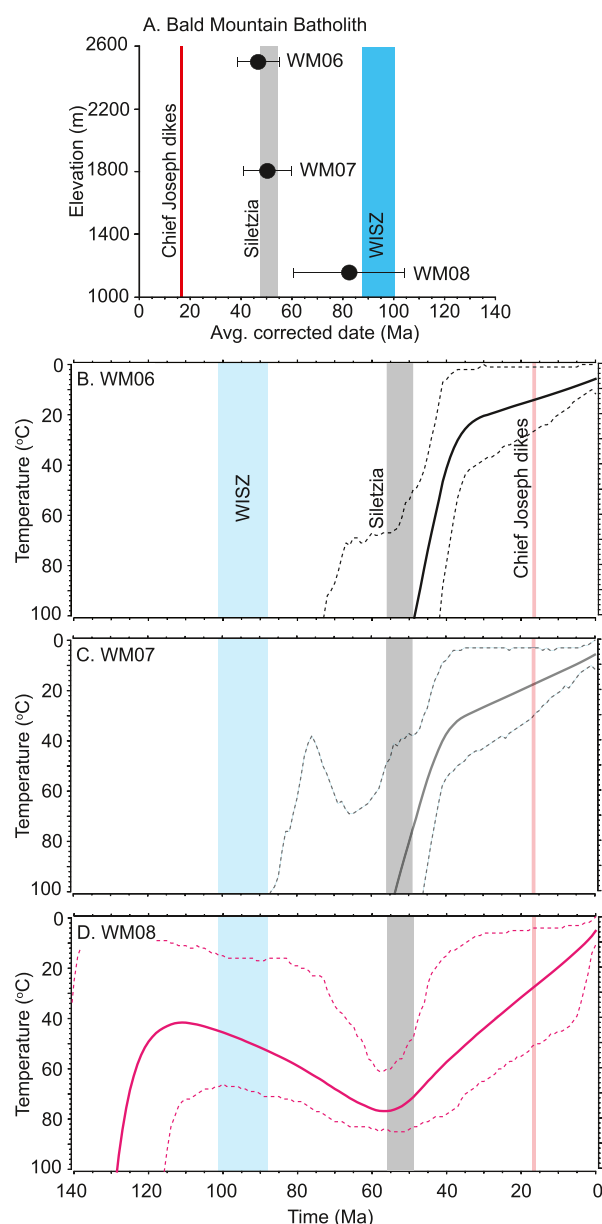 A. Bald Mountain Batholith
2600
2200
1800
1400
1000
Elevation (m)
Chief Joseph dikes
Siletzia
WISZ
WM06
WM07
WM08
0 20 40 60 80 100 120 140
Avg. corrected date (Ma)
B. WM06
0
20
40
60
80
100
Temperature (°C)
WISZ
Siletzia
Chief Joseph dikes
C. WM07
0
20
40
60
80
100
Temperature (°C)
D. WM08
0
20
40
60
80
100
Temperature (°C)
140 120 100 80 60 40 20 0
Time (Ma)